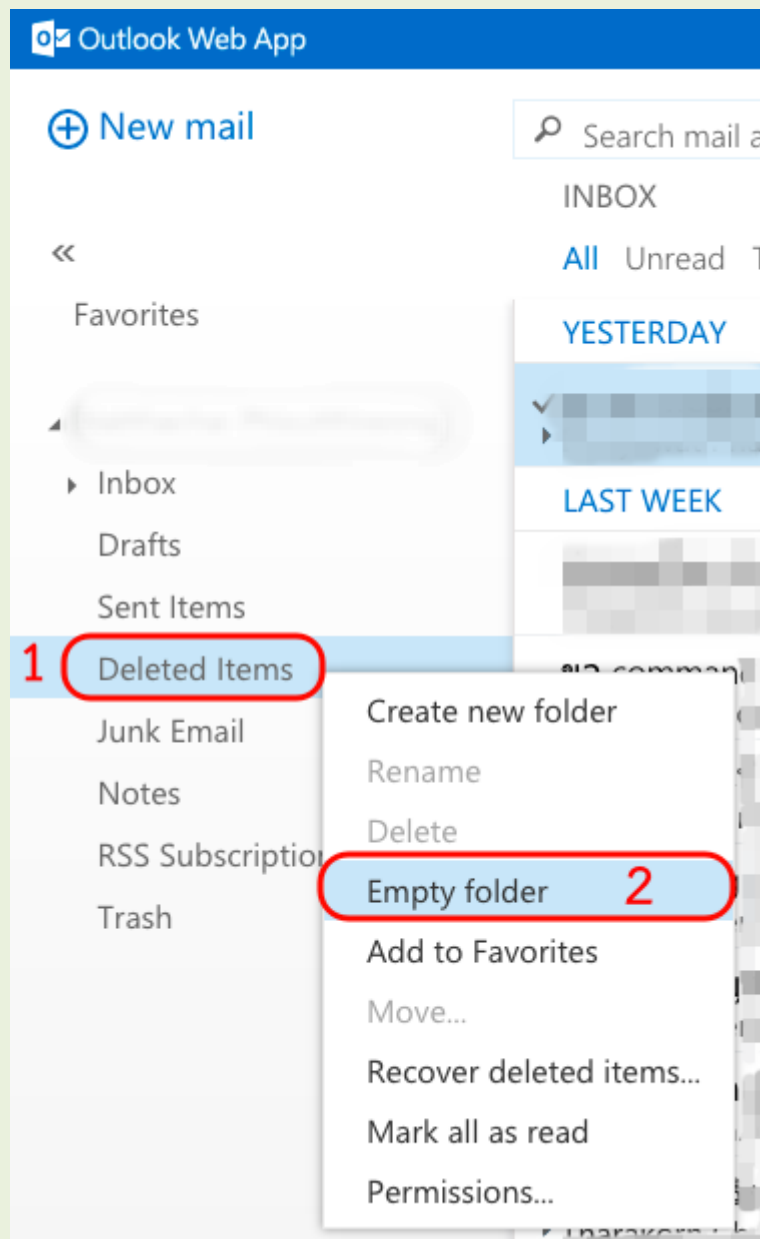 Outlook Web App
New mail
Search mail a
INBOX
All Unread T
«
Favorites
YESTERDAY
Inbox
LAST WEEK
Drafts
Sent Items
1 Deleted Items
command
Create new folder
Junk Email
Rename
Notes
Delete
RSS Subscription
Empty folder 2
Trash
Add to Favorites
Move...
Recover deleted items...
Mark all as read
Permissions...